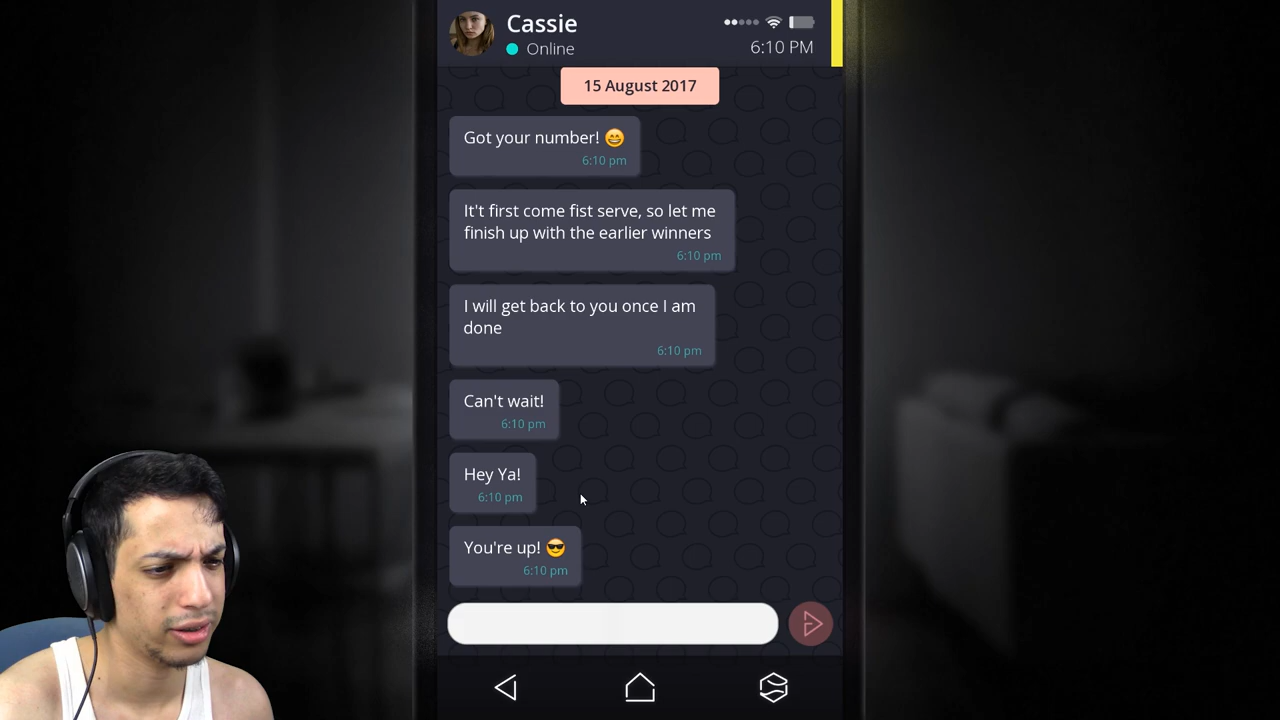 Cassie
Online
6:10 PM
15 August 2017
Got your number! 😄
6:10 pm
It't first come fist serve, so let me
finish up with the earlier winners
6:10 pm
I will get back to you once I am
done
6:10 pm
Can't wait!
6:10 pm
Hey Ya!
6:10 pm
You're up! 😎
6:10 pm